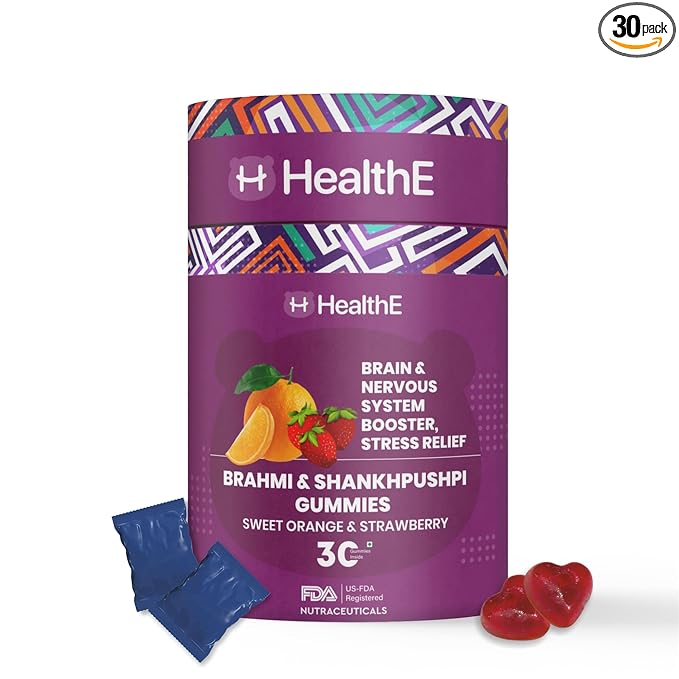 30 pack
HealthE
HealthE
BRAIN &
NERVOUS
SYSTEM
BOOSTER,
STRESS RELIEF
BRAHMI & SHANKHPUSHPI
GUMMIES
SWEET ORANGE & STRAWBERRY
30 Gummies
Inside
FDA US-FDA
Registered
NUTRACEUTICALS